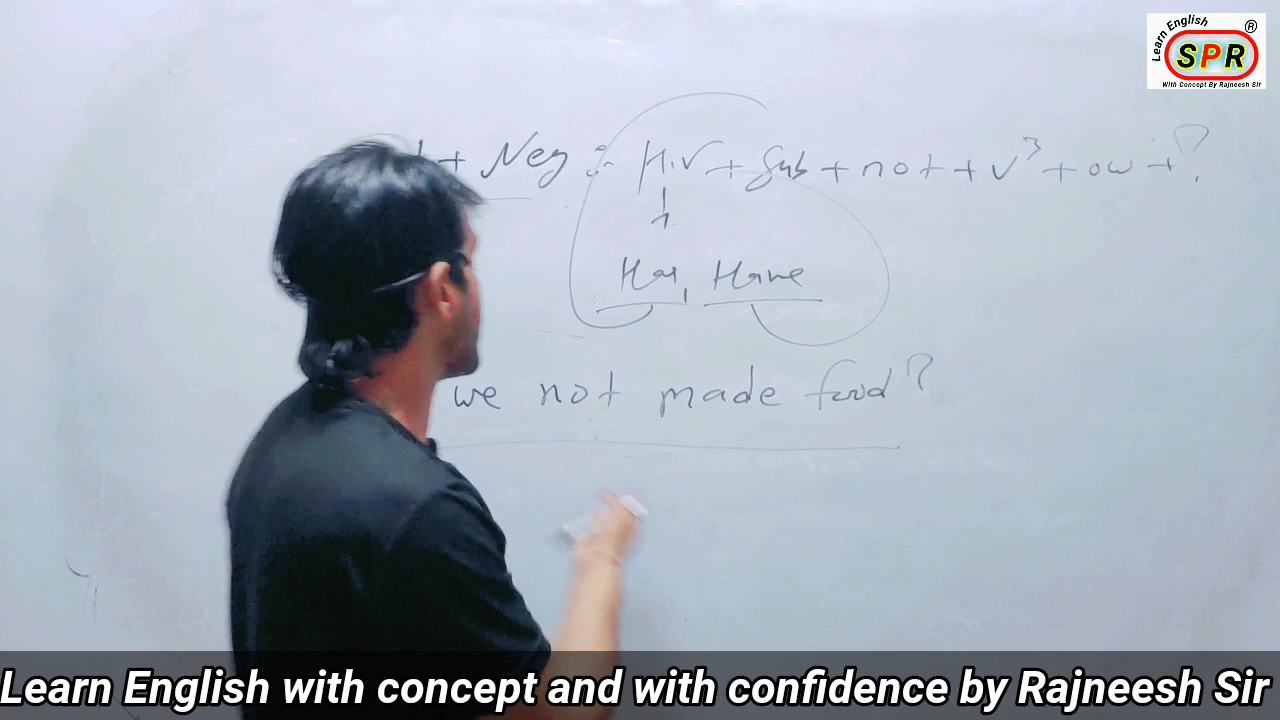 Learn English
®
SPR
With Concept By Rajneesh Sir
+ Neg :- H.V + Sub + not + V³ + ow + ?
Has, Have
we not made food?
Learn English with concept and with confidence by Rajneesh Sir